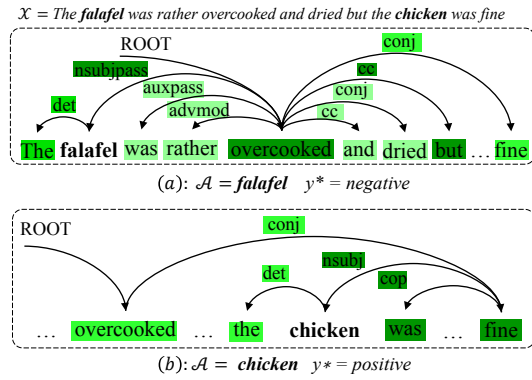 𝒳 = The falafel was rather overcooked and dried but the chicken was fine
ROOT
conj
nsubjpass
cc
auxpass
conj
det
advmod
cc
The falafel was rather overcooked and dried but … fine
(a): 𝒜 = falafel y* = negative
ROOT
conj
nsubj
det
cop
… overcooked … the chicken was … fine
(b): 𝒜 = chicken y* = positive